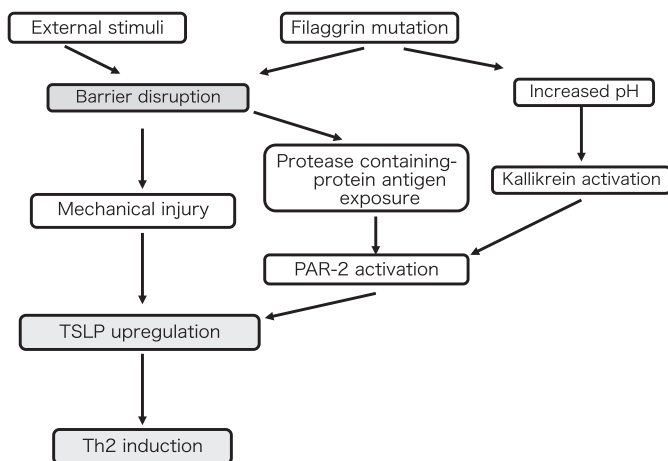 External stimuli
Filaggrin mutation
Barrier disruption
Increased pH
Protease containing-
protein antigen
exposure
Kallikrein activation
Mechanical injury
PAR-2 activation
TSLP upregulation
Th2 induction